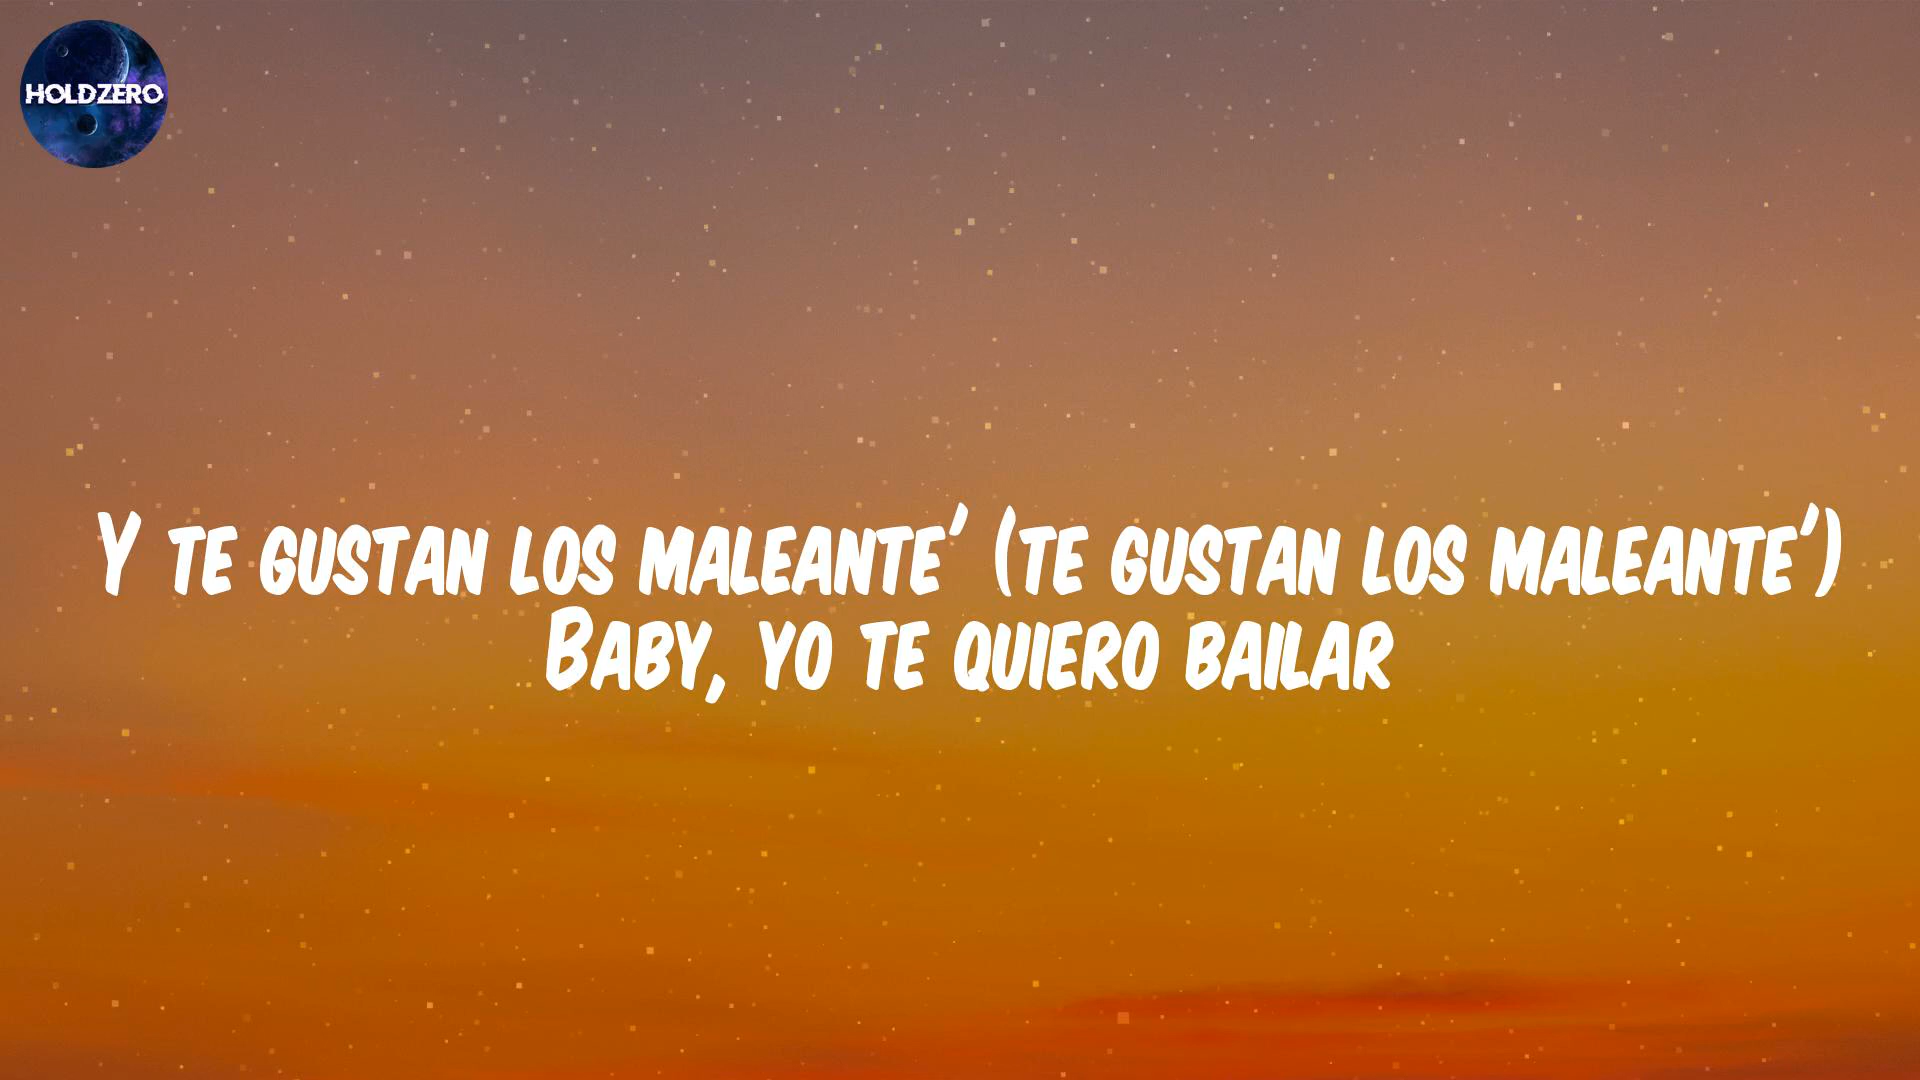 HOLDZERO
Y te gustan los maleante' (te gustan los maleante')
Baby, yo te quiero bailar